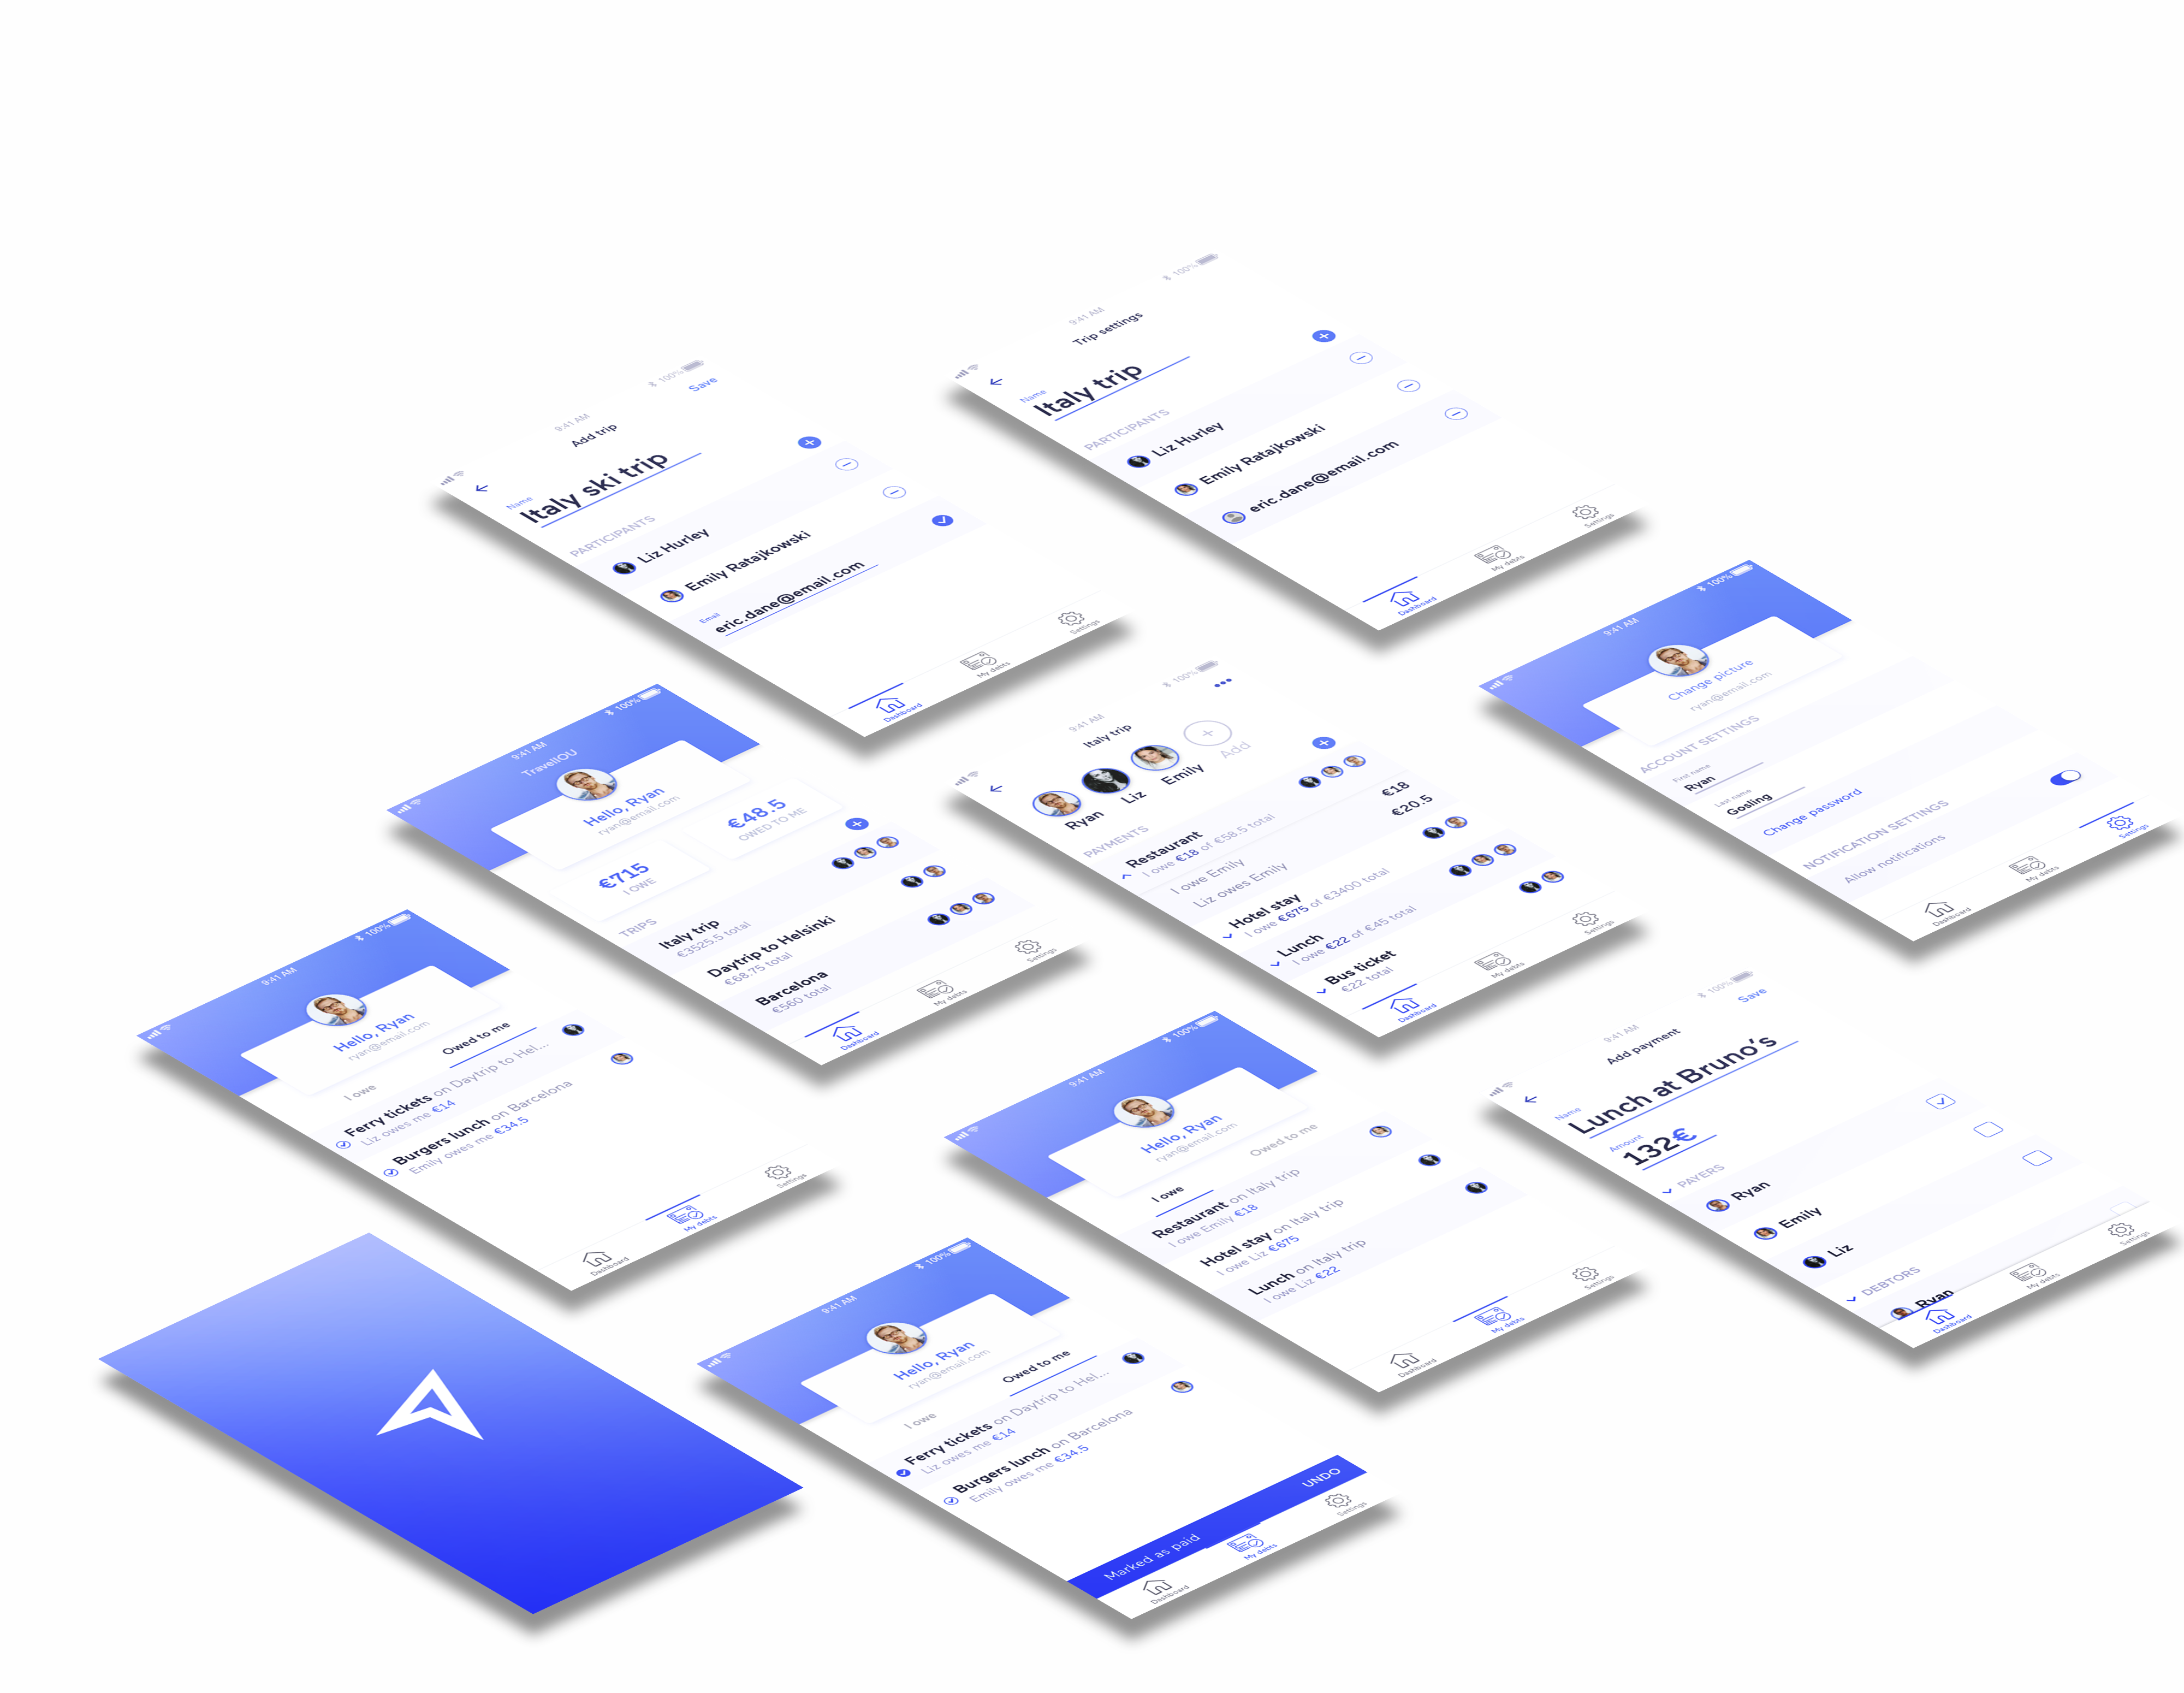 100%
9:41 AM
Add trip
Save
Name
Italy ski trip
PARTICIPANTS
Liz Hurley
Emily Ratajkowski
Email
eric.dane@email.com
Dashboard
My debts
Settings
100%
9:41 AM
Trip settings
Name
Italy trip
PARTICIPANTS
Liz Hurley
Emily Ratajkowski
eric.dane@email.com
Dashboard
My debts
Settings
9:41 AM
100%
TravelIOU
Hello, Ryan
ryan@email.com
€715
I OWE
€48.5
OWED TO ME
TRIPS
Italy trip
€3525.5 total
Daytrip to Helsinki
€68.75 total
Barcelona
€560 total
Dashboard
My debts
Settings
9:41 AM
100%
Italy trip
Ryan
Liz
Emily
Add
PAYMENTS
Restaurant
I owe €18 of €58.5 total
I owe Emily €18
Liz owes Emily €20.5
Hotel stay
I owe €675 of €3400 total
Lunch
I owe €22 of €45 total
Bus ticket
€22 total
Dashboard
My debts
Settings
9:41 AM
100%
Change picture
ryan@email.com
ACCOUNT SETTINGS
First name
Ryan
Last name
Gosling
Change password
NOTIFICATION SETTINGS
Allow notifications
Dashboard
My debts
Settings
9:41 AM
100%
Hello, Ryan
ryan@email.com
I owe
Owed to me
Ferry tickets on Daytrip to Hel...
Liz owes me €14
Burgers lunch on Barcelona
Emily owes me €34.5
Dashboard
My debts
Settings
9:41 AM
100%
Hello, Ryan
ryan@email.com
I owe
Owed to me
Restaurant on Italy trip
I owe Emily €18
Hotel stay on Italy trip
I owe Liz €675
Lunch on Italy trip
I owe Liz €22
Dashboard
My debts
Settings
9:41 AM
100%
Add payment
Save
Name
Lunch at Bruno's
Amount
132€
PAYERS
Ryan
Emily
Liz
DEBTORS
Ryan
Dashboard
My debts
Settings
9:41 AM
100%
Hello, Ryan
ryan@email.com
I owe
Owed to me
Ferry tickets on Daytrip to Hel...
Liz owes me €14
Burgers lunch on Barcelona
Emily owes me €34.5
Marked as paid
UNDO
Dashboard
My debts
Settings